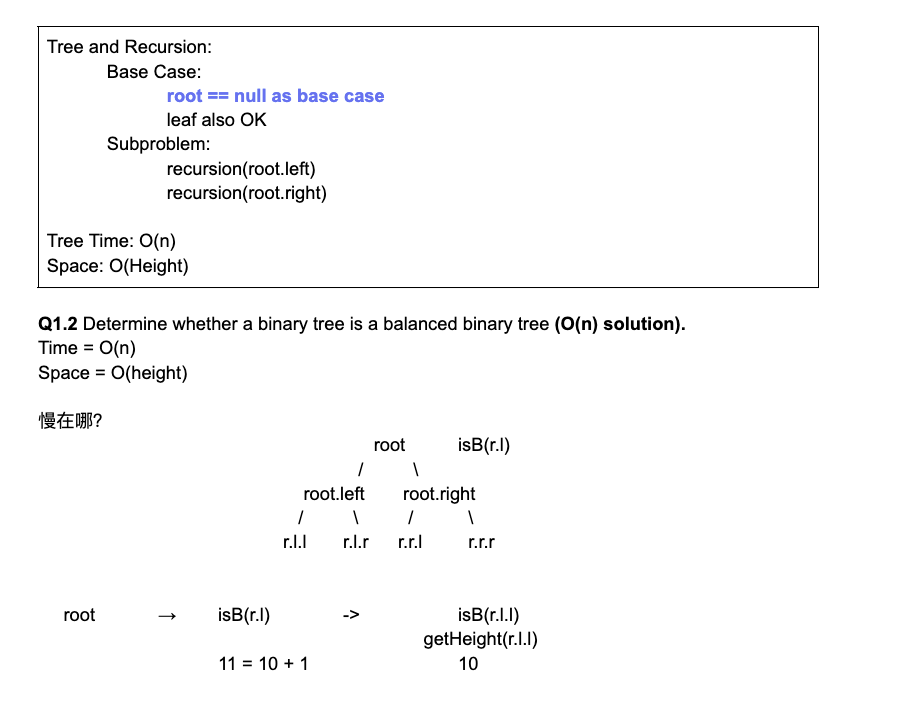 Tree and Recursion:
Base Case:
root == null as base case
leaf also OK
Subproblem:
recursion(root.left)
recursion(root.right)
Tree Time: O(n)
Space: O(Height)
Q1.2 Determine whether a binary tree is a balanced binary tree (O(n) solution).
Time = O(n)
Space = O(height)
慢在哪?
root isB(r.l)
/ \
root.left root.right
/ \ / \
r.l.l r.l.r r.r.l r.r.r
root → isB(r.l) -> isB(r.l.l)
getHeight(r.l.l)
11 = 10 + 1 10